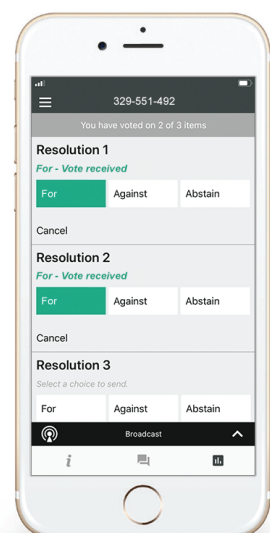 329-551-492
You have voted on 2 of 3 items
Resolution 1
For - Vote received
For Against Abstain
Cancel
Resolution 2
For - Vote received
For Against Abstain
Cancel
Resolution 3
Select a choice to send.
For Against Abstain
Broadcast